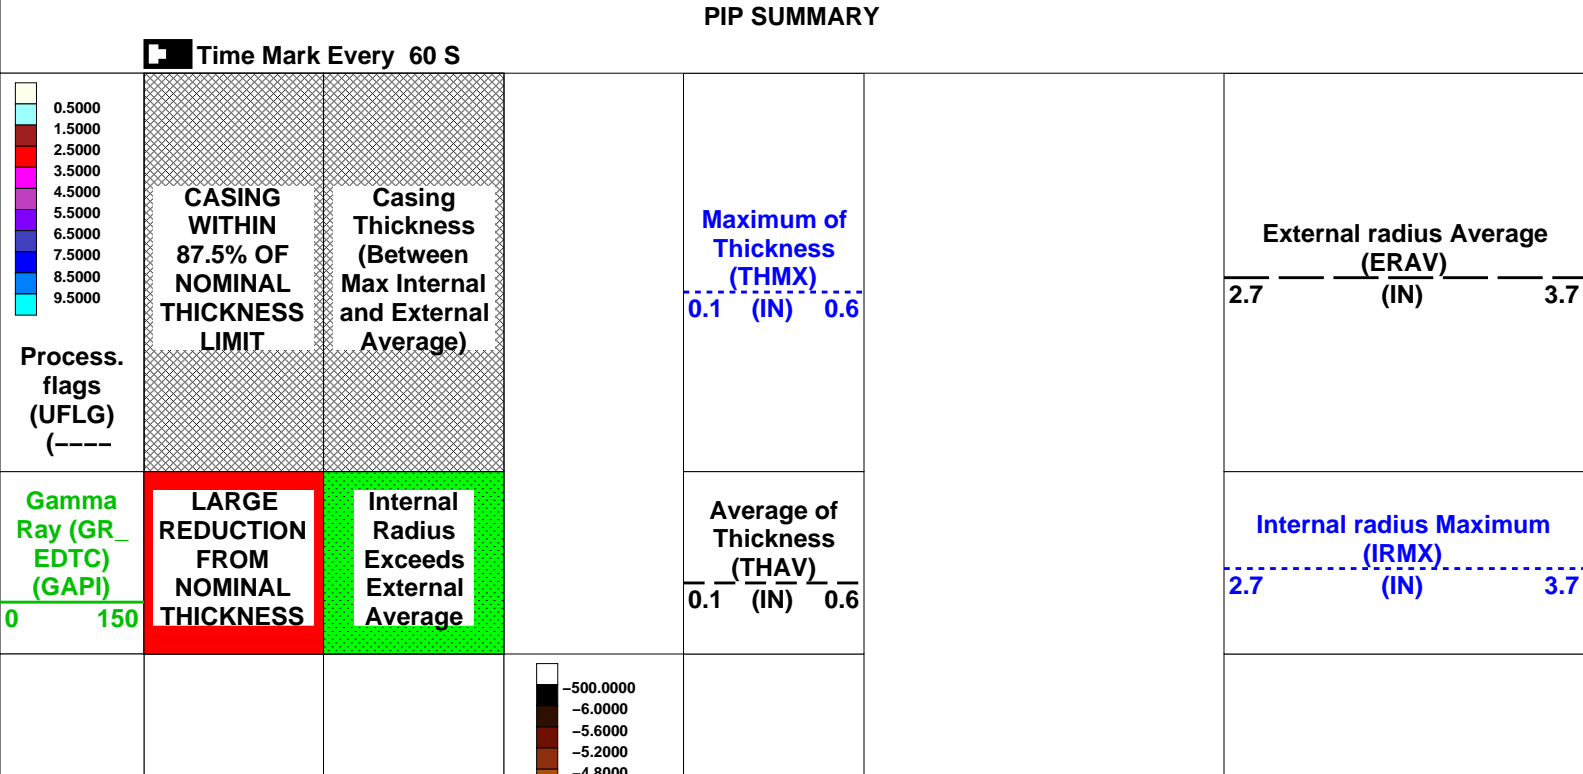 PIP SUMMARY
Time Mark Every 60 S
0.5000
1.5000
2.5000
3.5000
4.5000
5.5000
6.5000
7.5000
8.5000
9.5000
Process.
flags
(UFLG)
(––––
CASING
WITHIN
87.5% OF
NOMINAL
THICKNESS
LIMIT
Casing
Thickness
(Between
Max Internal
and External
Average)
Maximum of
Thickness
(THMX)
0.1 (IN) 0.6
External radius Average
(ERAV)
2.7 (IN) 3.7
Gamma
Ray (GR_
EDTC)
(GAPI)
0 150
LARGE
REDUCTION
FROM
NOMINAL
THICKNESS
Internal
Radius
Exceeds
External
Average
Average of
Thickness
(THAV)
0.1 (IN) 0.6
Internal radius Maximum
(IRMX)
2.7 (IN) 3.7
–500.0000
–6.0000
–5.6000
–5.2000
–4.8000